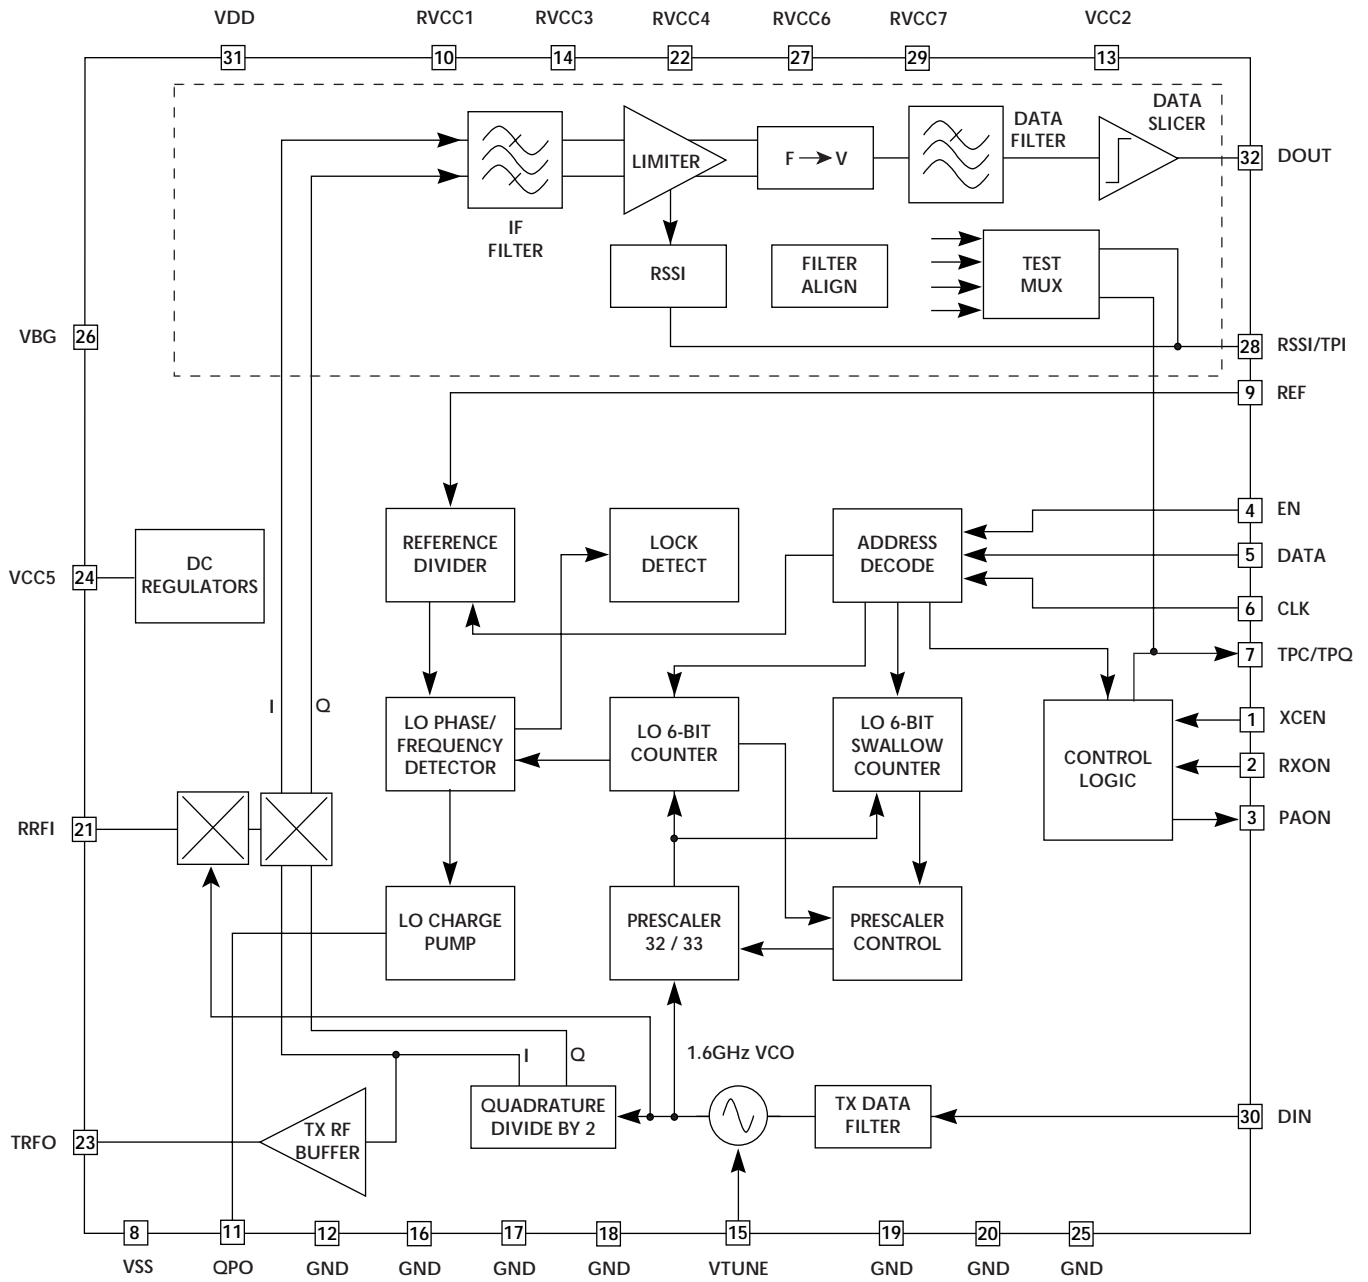 VDD RVCC1 RVCC3 RVCC4 RVCC6 RVCC7 VCC2
31 10 14 22 27 29 13
DATA
SLICER
DATA
FILTER
LIMITER
F V
32 DOUT
IF
FILTER
RSSI
FILTER
ALIGN
TEST
MUX
VBG 26
28 RSSI/TPI
9 REF
4 EN
REFERENCE
DIVIDER
LOCK
DETECT
ADDRESS
DECODE
5 DATA
DC
REGULATORS
VCC5 24
6 CLK
7 TPC/TPQ
I Q
LO PHASE/
FREQUENCY
DETECTOR
LO 6-BIT
COUNTER
LO 6-BIT
SWALLOW
COUNTER
CONTROL
LOGIC
1 XCEN
2 RXON
3 PAON
RRFI 21
LO CHARGE
PUMP
PRESCALER
32 / 33
PRESCALER
CONTROL
I Q
1.6GHz VCO
QUADRATURE
DIVIDE BY 2
TX DATA
FILTER
30 DIN
TX RF
BUFFER
TRFO 23
8 11 12 16 17 18 15 19 20 25
VSS QPO GND GND GND GND VTUNE GND GND GND